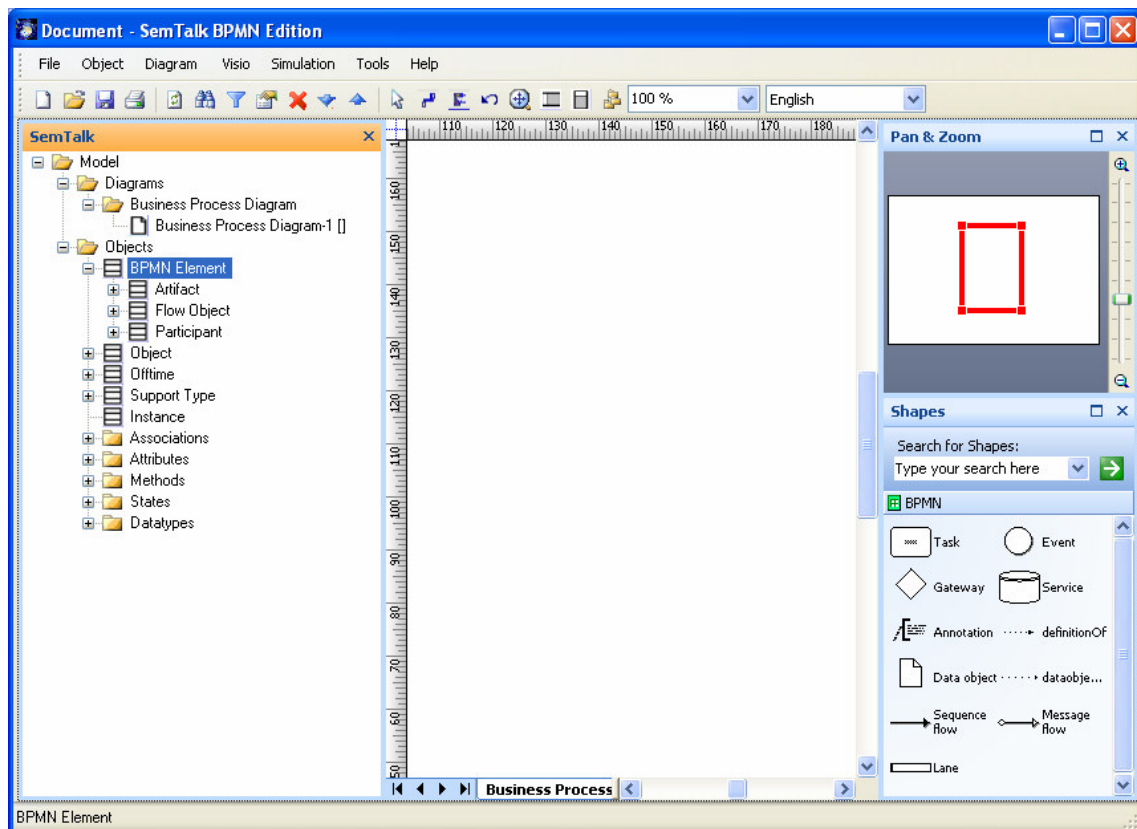 Document - SemTalk BPMN Edition
File Object Diagram Visio Simulation Tools Help
100 % English
SemTalk
Model
Diagrams
Business Process Diagram
Business Process Diagram-1 []
Objects
BPMN Element
Artifact
Flow Object
Participant
Object
Offtime
Support Type
Instance
Associations
Attributes
Methods
States
Datatypes
110 120 130 140 150 160 170 180
160
150
140
130
120
110
100
90
80
70
60
50
Business Process
Pan & Zoom
Shapes
Search for Shapes:
Type your search here
BPMN
Task Event
Gateway Service
Annotation definitionOf
Data object dataobje...
Sequence flow Message flow
Lane
BPMN Element